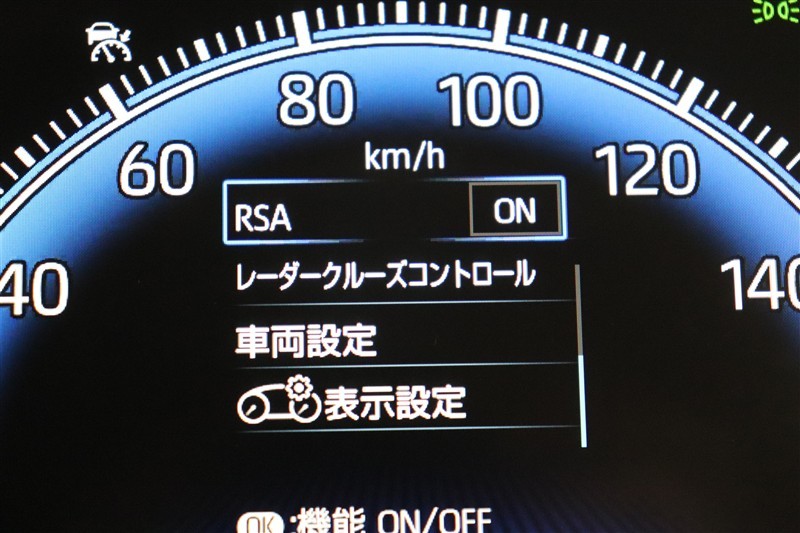 80 100
60 120
km/h
RSA ON
40 140
レーダークルーズコントロール
車両設定
表示設定
OK :機能 ON/OFF